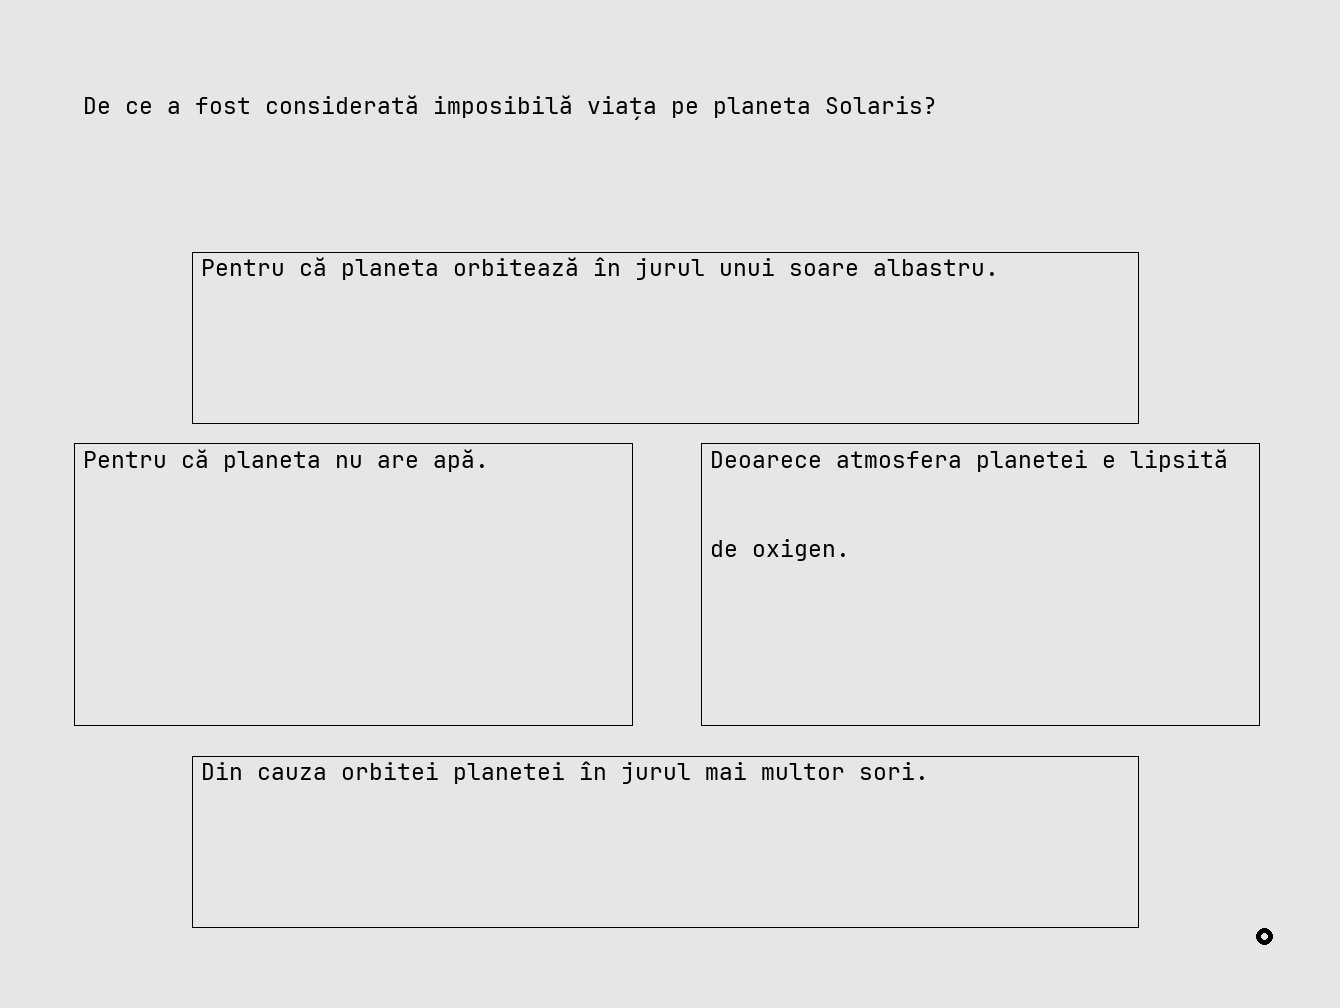 De ce a fost considerată imposibilă viața pe planeta Solaris?
Pentru că planeta orbitează în jurul unui soare albastru.
Pentru că planeta nu are apă.
Deoarece atmosfera planetei e lipsită
de oxigen.
Din cauza orbitei planetei în jurul mai multor sori.